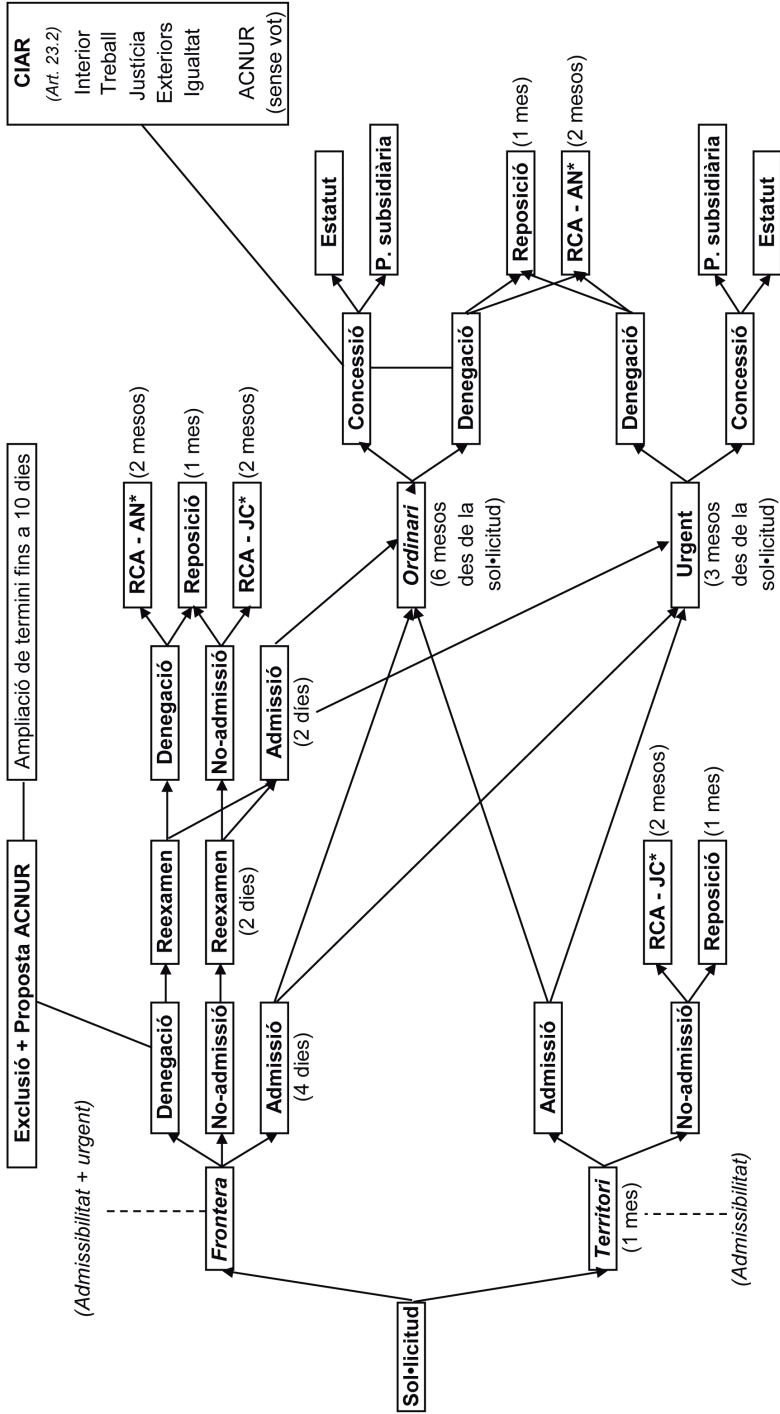 Exclusió + Proposta ACNUR
Ampliació de termini fins a 10 dies
CIAR
(Art. 23.2)
Interior
Treball
Justícia
Exteriors
Igualtat
ACNUR
(sense vot)
(Admissibilitat + urgent)
Sol•licitud
Frontera
Denegació
No-admissió
Admissió
(4 dies)
Reexamen
Reexamen
(2 dies)
Denegació
No-admissió
Admissió
(2 díes)
RCA - AN* (2 mesos)
Reposició (1 mes)
RCA - JC* (2 mesos)
Ordinari
(6 mesos
des de la
sol•licitud)
Concessió
Estatut
P. subsidiària
Denegació
Reposició (1 mes)
RCA - AN* (2 mesos)
Territori
(1 mes)
(Admissibilitat)
Admissió
No-admissió
RCA - JC* (2 mesos)
Reposició (1 mes)
Urgent
(3 mesos
des de la
sol•licitud)
Denegació
Concessió
P. subsidiària
Estatut